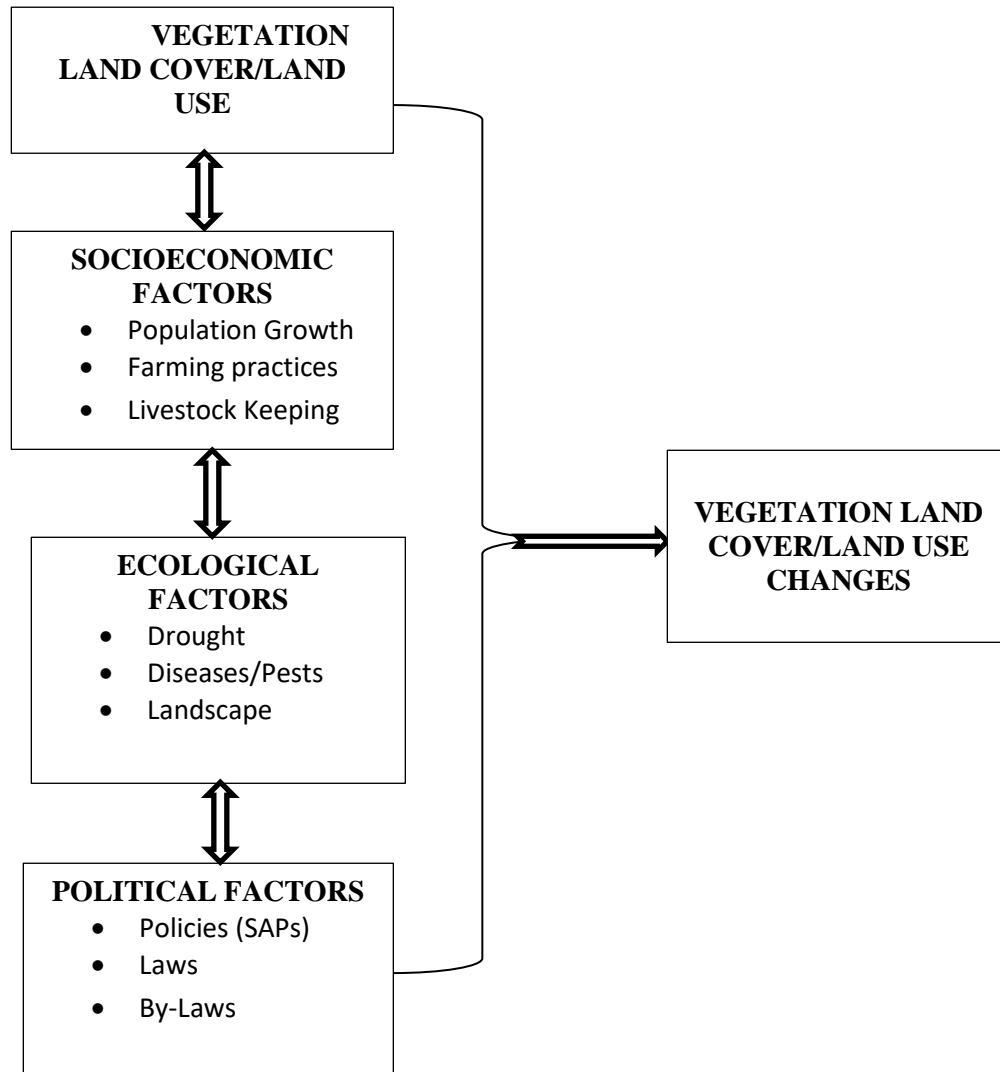 VEGETATION
LAND COVER/LAND
USE
SOCIOECONOMIC
FACTORS
• Population Growth
• Farming practices
• Livestock Keeping
ECOLOGICAL
FACTORS
• Drought
• Diseases/Pests
• Landscape
POLITICAL FACTORS
• Policies (SAPs)
• Laws
• By-Laws
VEGETATION LAND
COVER/LAND USE
CHANGES